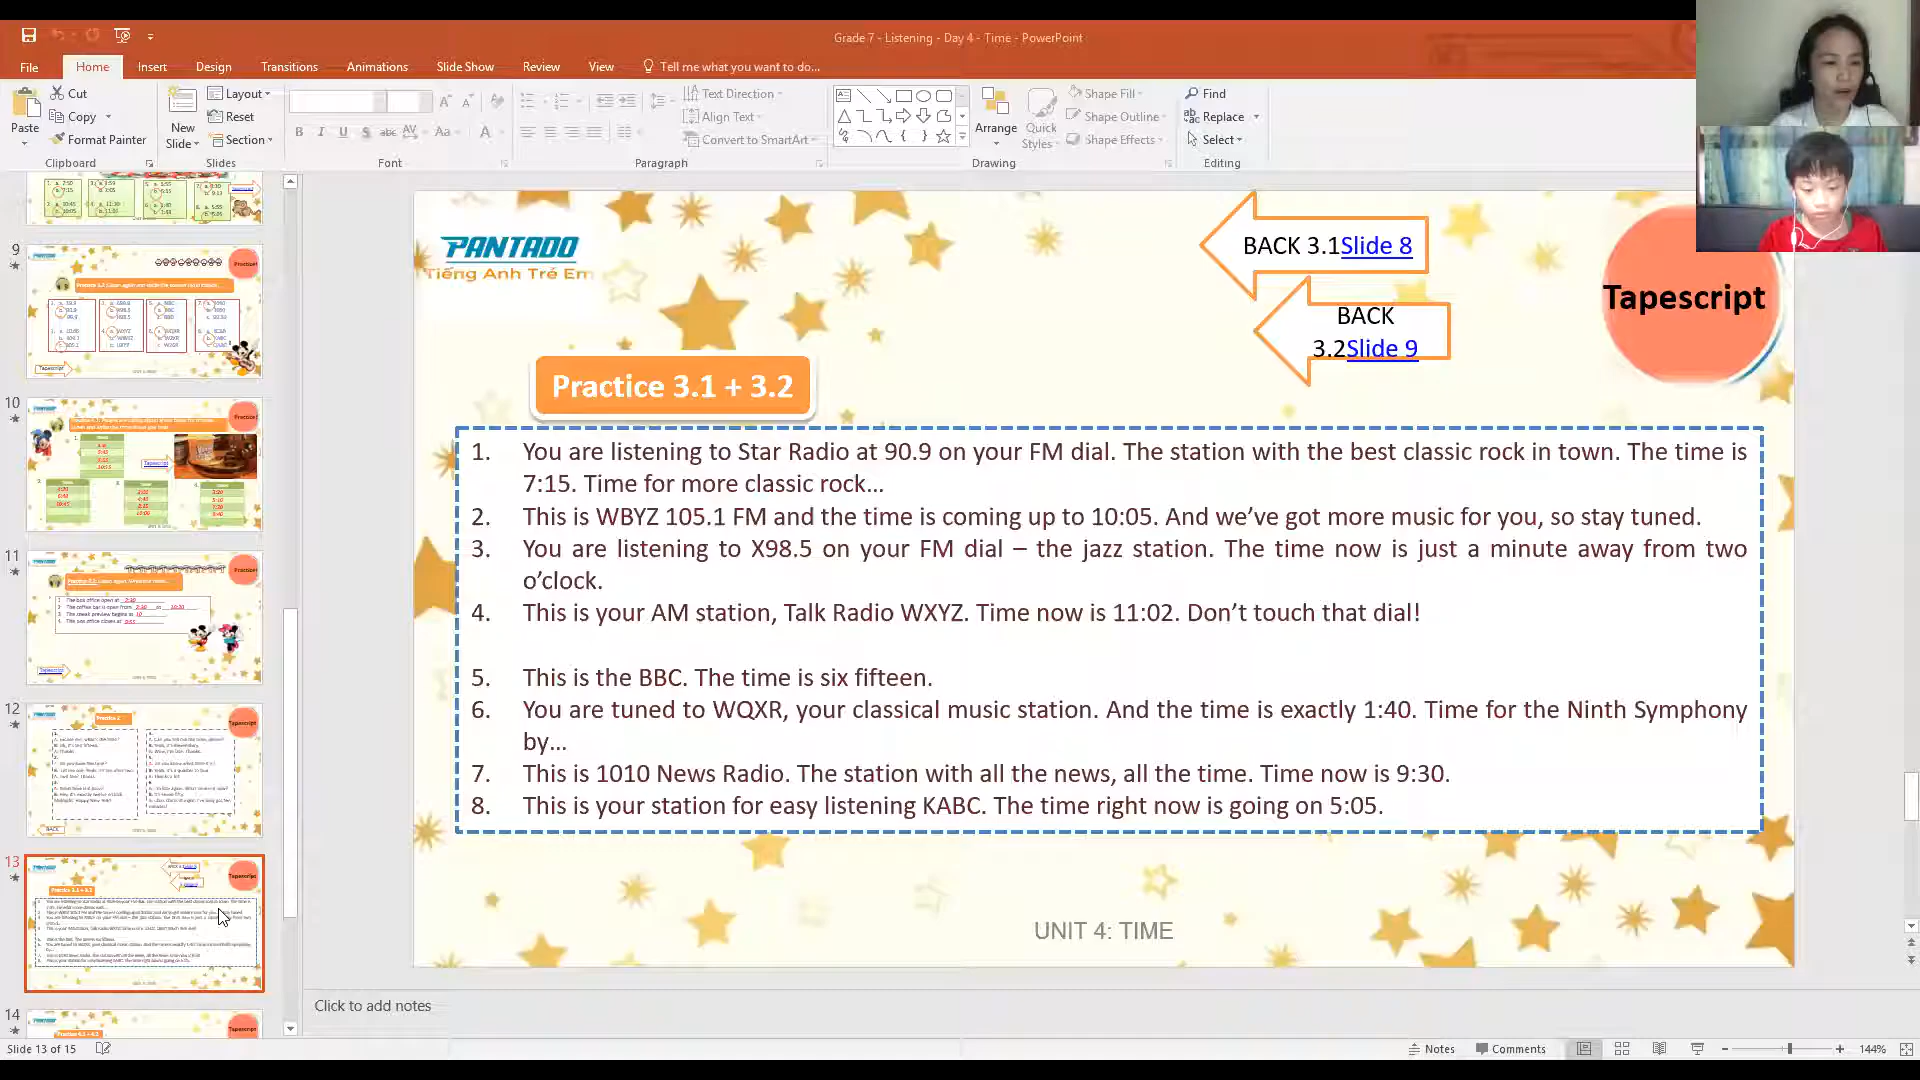 Grade 7 - Listening - Day 4 - Time - PowerPoint
File Home Insert Design Transitions Animations Slide Show Review View Tell me what you want to do...
Paste
Cut
Copy
Format Painter
Clipboard
New Slide
Layout
Reset
Section
Slides
Font
Text Direction
Align Text
Convert to SmartArt
Paragraph
Arrange
Quick Styles
Shape Fill
Shape Outline
Shape Effects
Drawing
Find
Replace
Select
Editing
9
10
11
12
13
14
PANTADO
Tiếng Anh Trẻ Em
BACK 3.1Slide 8
BACK
3.2Slide 9
Tapescript
Practice 3.1 + 3.2
1. You are listening to Star Radio at 90.9 on your FM dial. The station with the best classic rock in town. The time is
7:15. Time for more classic rock…
2. This is WBYZ 105.1 FM and the time is coming up to 10:05. And we’ve got more music for you, so stay tuned.
3. You are listening to X98.5 on your FM dial – the jazz station. The time now is just a minute away from two
o’clock.
4. This is your AM station, Talk Radio WXYZ. Time now is 11:02. Don’t touch that dial!
5. This is the BBC. The time is six fifteen.
6. You are tuned to WQXR, your classical music station. And the time is exactly 1:40. Time for the Ninth Symphony
by…
7. This is 1010 News Radio. The station with all the news, all the time. Time now is 9:30.
8. This is your station for easy listening KABC. The time right now is going on 5:05.
UNIT 4: TIME
Click to add notes
Slide 13 of 15
Notes
Comments
144%